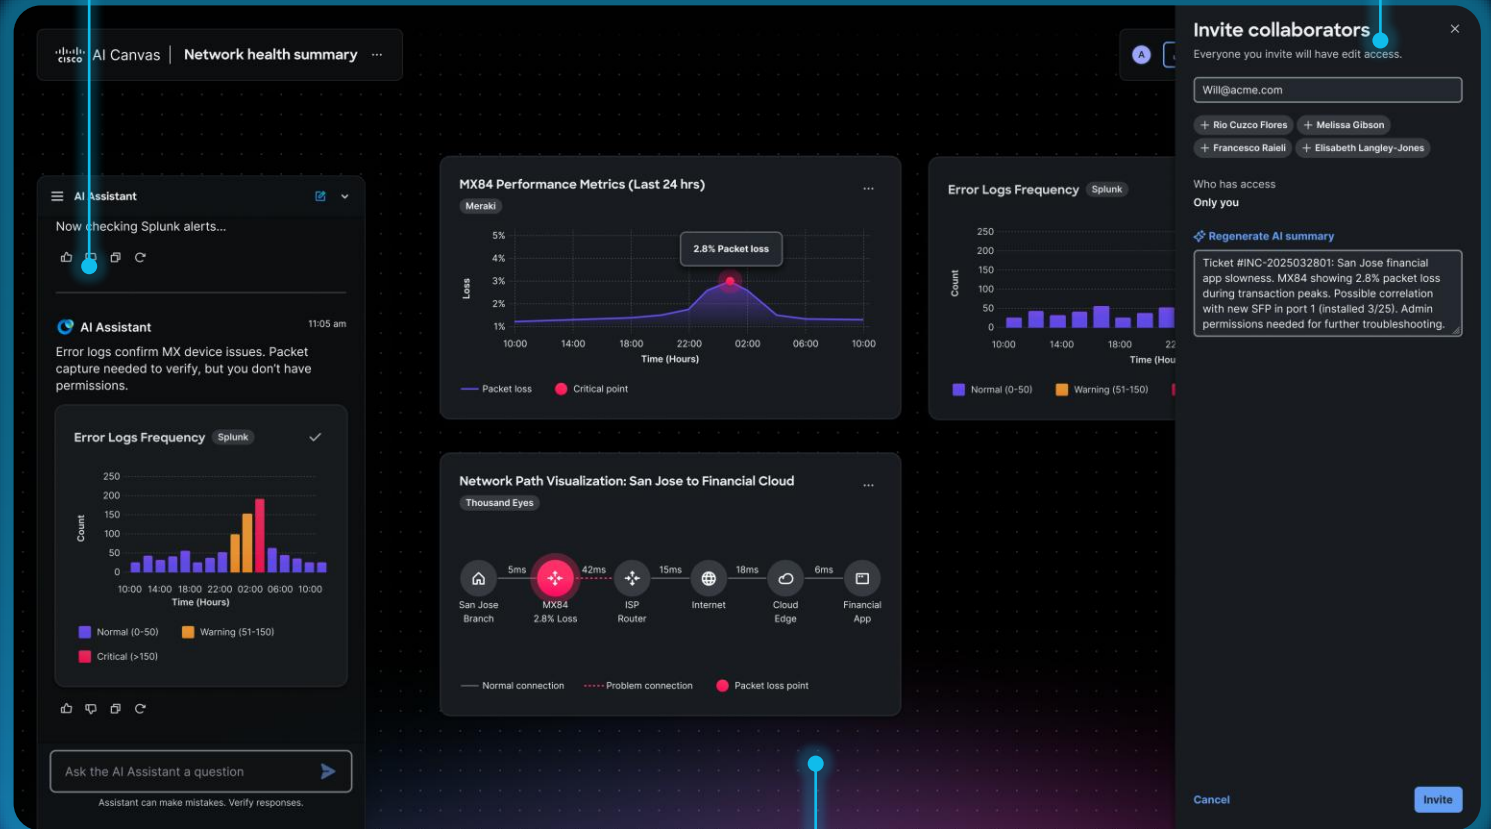 cisco AI Canvas | Network health summary ...
A
AI Assistant
Now checking Splunk alerts...
AI Assistant 11:05 am
Error logs confirm MX device issues. Packet
capture needed to verify, but you don't have
permissions.
Error Logs Frequency Splunk
250
200
150
100
50
0
Count
10:00 14:00 18:00 22:00 02:00 06:00 10:00
Time (Hours)
Normal (0-50) Warning (51-150)
Critical (>150)
Ask the AI Assistant a question
Assistant can make mistakes. Verify responses.
MX84 Performance Metrics (Last 24 hrs) ...
Meraki
5%
4%
3%
2%
1%
Loss
2.8% Packet loss
10:00 14:00 18:00 22:00 02:00 06:00 10:00
Time (Hours)
Packet loss Critical point
Error Logs Frequency Splunk
250
200
150
100
50
0
Count
10:00 14:00 18:00 22
Time (Hou
Normal (0-50) Warning (51-150)
Network Path Visualization: San Jose to Financial Cloud ...
Thousand Eyes
5ms 42ms 15ms 18ms 6ms
San Jose MX84 ISP Internet Cloud Financial
Branch 2.8% Loss Router Edge App
Normal connection Problem connection Packet loss point
Invite collaborators
Everyone you invite will have edit access.
Will@acme.com
+ Rio Cuzco Flores + Melissa Gibson
+ Francesco Raieli + Elisabeth Langley-Jones
Who has access
Only you
Regenerate AI summary
Ticket #INC-2025032801: San Jose financial
app slowness. MX84 showing 2.8% packet loss
during transaction peaks. Possible correlation
with new SFP in port 1 (installed 3/25). Admin
permissions needed for further troubleshooting.
Cancel Invite